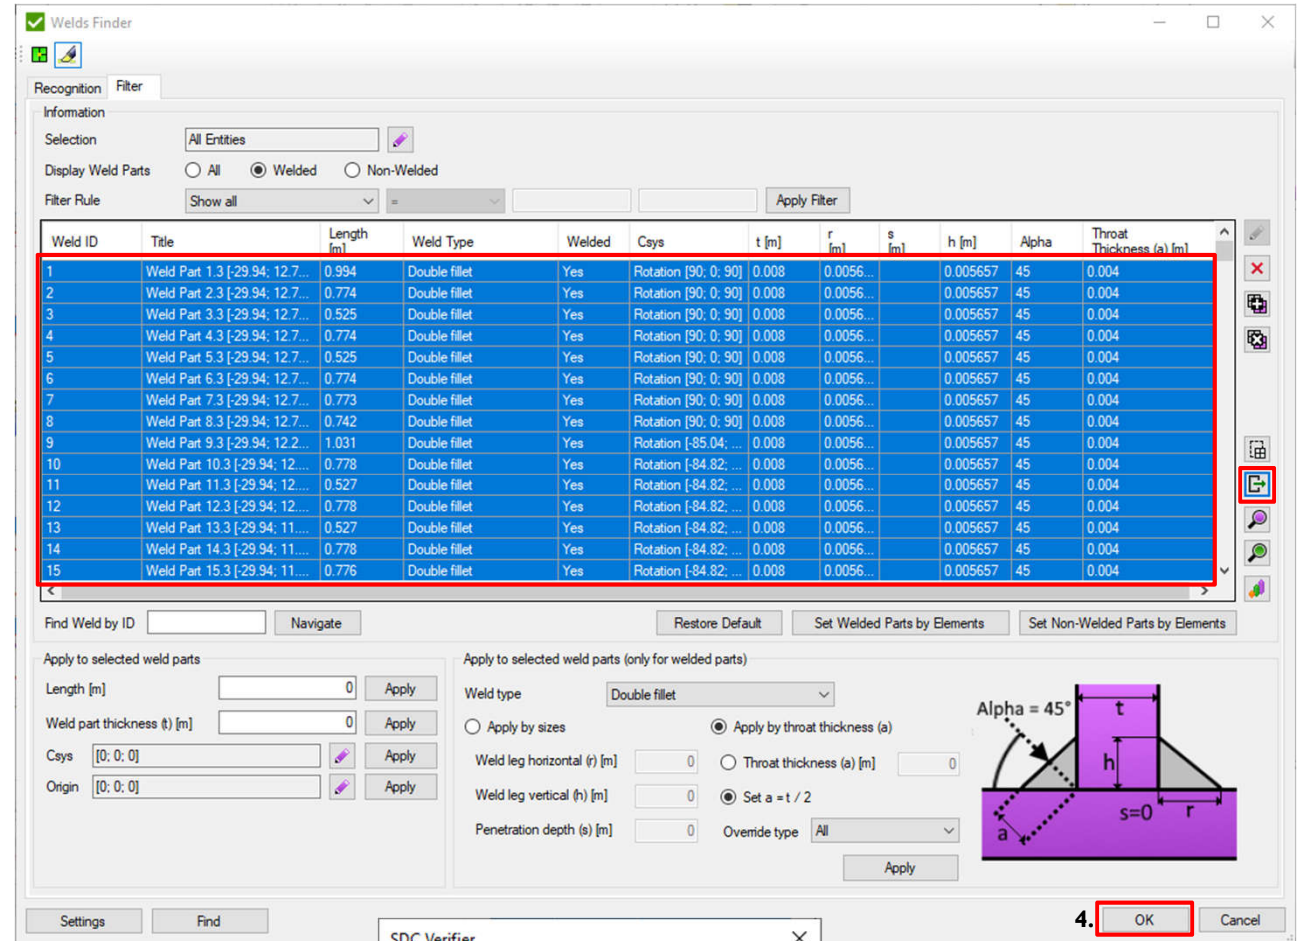 Welds Finder
Recognition Filter
Information
Selection All Entities
Display Weld Parts All Welded Non-Welded
Filter Rule Show all = Apply Filter
Weld ID Title Length [m] Weld Type Welded Csys t [m] r [m] s [m] h [m] Alpha Throat Thickness (a) [m]
1 Weld Part 1.3 [-29.94; 12.7... 0.994 Double fillet Yes Rotation [90; 0; 90] 0.008 0.0056... 0.005657 45 0.004
2 Weld Part 2.3 [-29.94; 12.7... 0.774 Double fillet Yes Rotation [90; 0; 90] 0.008 0.0056... 0.005657 45 0.004
3 Weld Part 3.3 [-29.94; 12.7... 0.525 Double fillet Yes Rotation [90; 0; 90] 0.008 0.0056... 0.005657 45 0.004
4 Weld Part 4.3 [-29.94; 12.7... 0.774 Double fillet Yes Rotation [90; 0; 90] 0.008 0.0056... 0.005657 45 0.004
5 Weld Part 5.3 [-29.94; 12.7... 0.525 Double fillet Yes Rotation [90; 0; 90] 0.008 0.0056... 0.005657 45 0.004
6 Weld Part 6.3 [-29.94; 12.7... 0.774 Double fillet Yes Rotation [90; 0; 90] 0.008 0.0056... 0.005657 45 0.004
7 Weld Part 7.3 [-29.94; 12.7... 0.773 Double fillet Yes Rotation [90; 0; 90] 0.008 0.0056... 0.005657 45 0.004
8 Weld Part 8.3 [-29.94; 12.7... 0.742 Double fillet Yes Rotation [90; 0; 90] 0.008 0.0056... 0.005657 45 0.004
9 Weld Part 9.3 [-29.94; 12.2... 1.031 Double fillet Yes Rotation [-85.04; ... 0.008 0.0056... 0.005657 45 0.004
10 Weld Part 10.3 [-29.94; 12.... 0.778 Double fillet Yes Rotation [-84.82; ... 0.008 0.0056... 0.005657 45 0.004
11 Weld Part 11.3 [-29.94; 12.... 0.527 Double fillet Yes Rotation [-84.82; ... 0.008 0.0056... 0.005657 45 0.004
12 Weld Part 12.3 [-29.94; 12.... 0.778 Double fillet Yes Rotation [-84.82; ... 0.008 0.0056... 0.005657 45 0.004
13 Weld Part 13.3 [-29.94; 11.... 0.527 Double fillet Yes Rotation [-84.82; ... 0.008 0.0056... 0.005657 45 0.004
14 Weld Part 14.3 [-29.94; 11.... 0.778 Double fillet Yes Rotation [-84.82; ... 0.008 0.0056... 0.005657 45 0.004
15 Weld Part 15.3 [-29.94; 11.... 0.776 Double fillet Yes Rotation [-84.82; ... 0.008 0.0056... 0.005657 45 0.004
Find Weld by ID Navigate Restore Default Set Welded Parts by Elements Set Non-Welded Parts by Elements
Apply to selected weld parts
Length [m] 0 Apply
Weld part thickness (t) [m] 0 Apply
Csys [0; 0; 0] Apply
Origin [0; 0; 0] Apply
Apply to selected weld parts (only for welded parts)
Weld type Double fillet
Apply by sizes Apply by throat thickness (a)
Weld leg horizontal (r) [m] 0 Throat thickness (a) [m] 0
Weld leg vertical (h) [m] 0 Set a = t / 2
Penetration depth (s) [m] 0 Override type All
Apply
Alpha = 45° t
h
s=0 r
a
Settings Find 4. OK Cancel
SDC Verifier